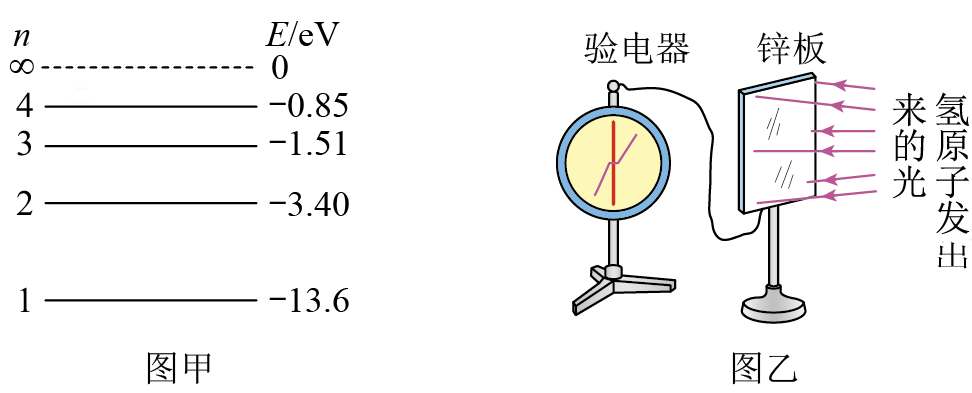 n E/eV
∞ 0
4 -0.85
3 -1.51
2 -3.40
1 -13.6
图甲
验电器
锌板
氢原子发出
来的光
图乙